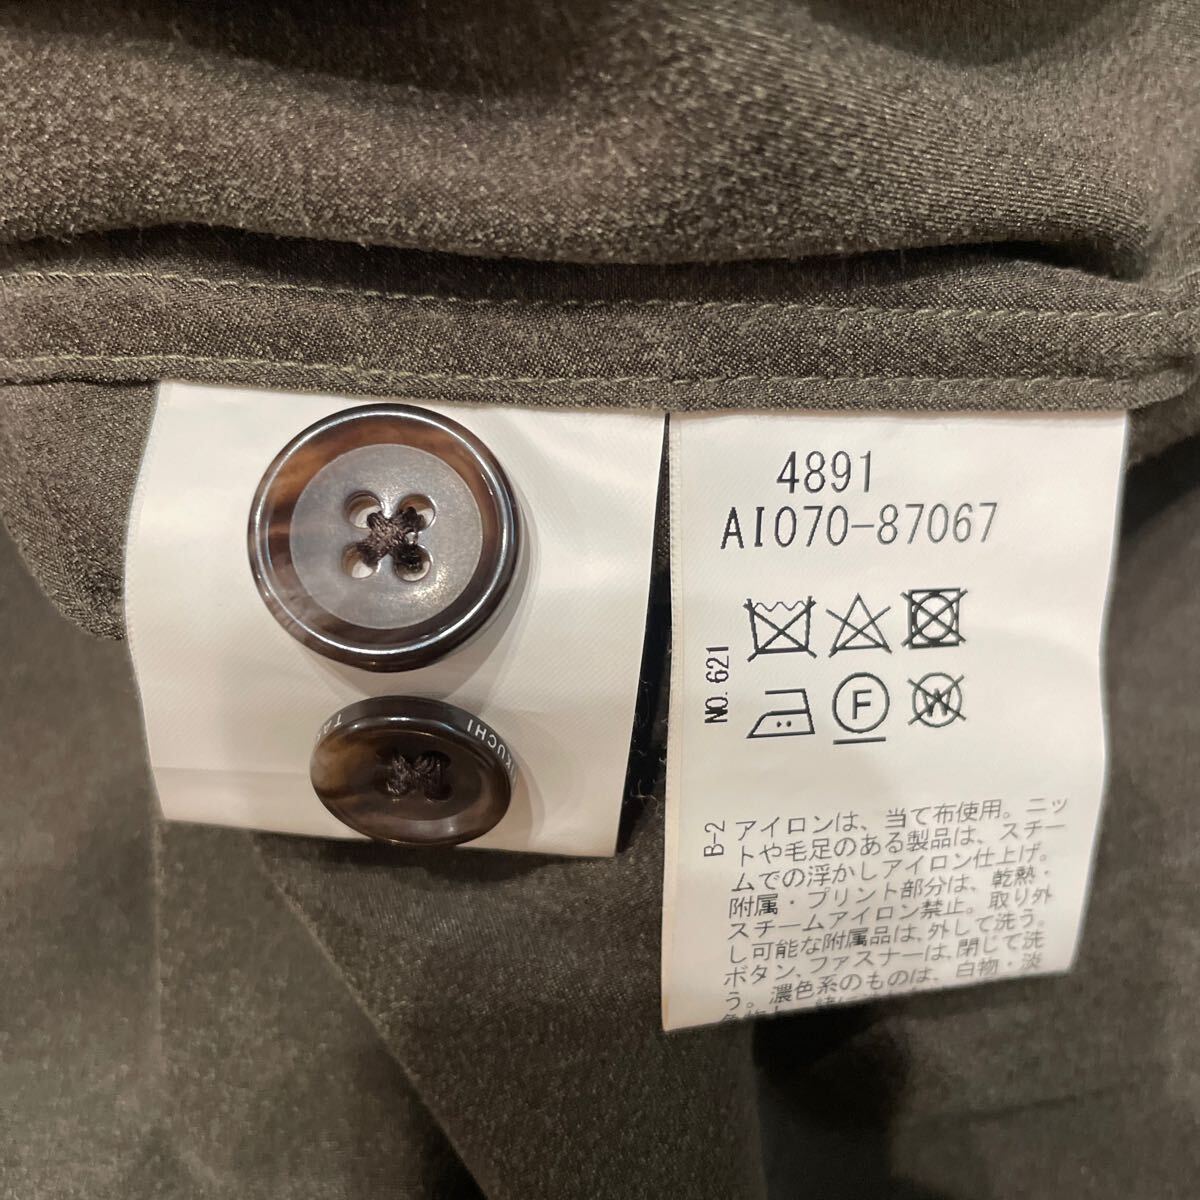 4891
AI070-87067
NO.621
F
W
B-2
アイロンは、当て布使用。ニッ
トや毛足のある製品は、スチー
ムでの浮かしアイロン仕上げ。
附属・プリント部分は、乾熱・
スチームアイロン禁止。取り外
し可能な附属品は、外して洗う。
ボタン、ファスナーは、閉じて洗
う。濃色系のものは、白物・淡
KUCHI
TA